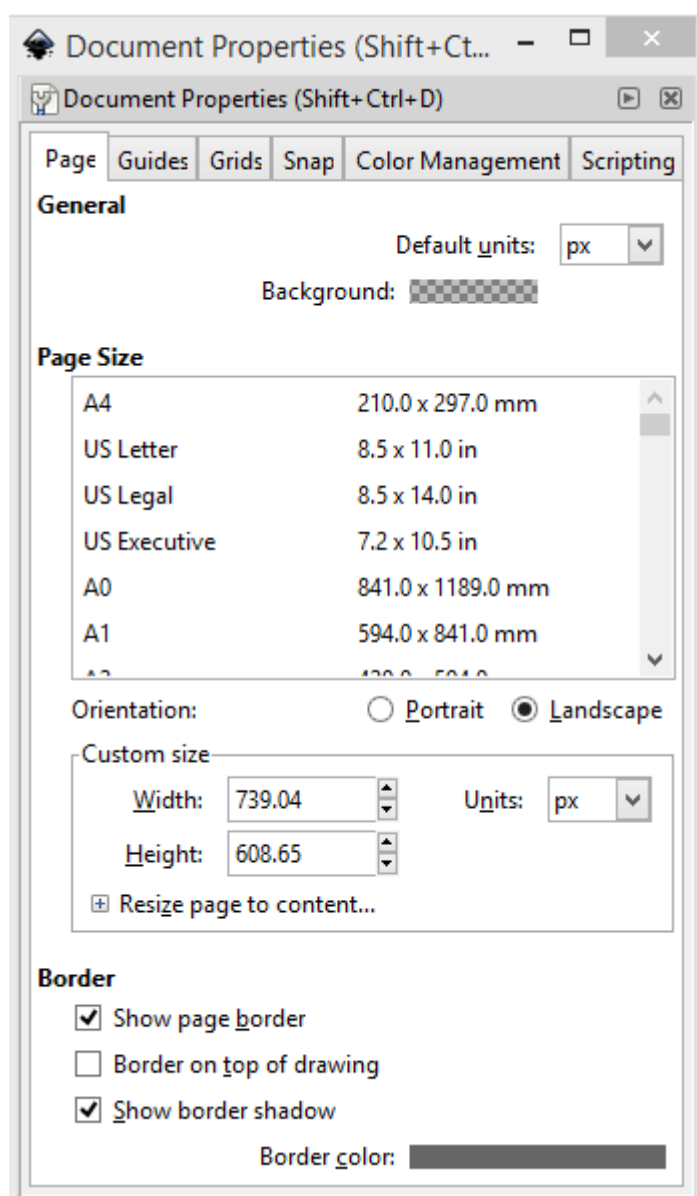 Document Properties (Shift+Ct...
Document Properties (Shift+Ctrl+D)
Page Guides Grids Snap Color Management Scripting
General
Default units: px
Background:
Page Size
A4 210.0 x 297.0 mm
US Letter 8.5 x 11.0 in
US Legal 8.5 x 14.0 in
US Executive 7.2 x 10.5 in
A0 841.0 x 1189.0 mm
A1 594.0 x 841.0 mm
Orientation: Portrait Landscape
Custom size
Width: 739.04 Units: px
Height: 608.65
Resize page to content...
Border
Show page border
Border on top of drawing
Show border shadow
Border color: